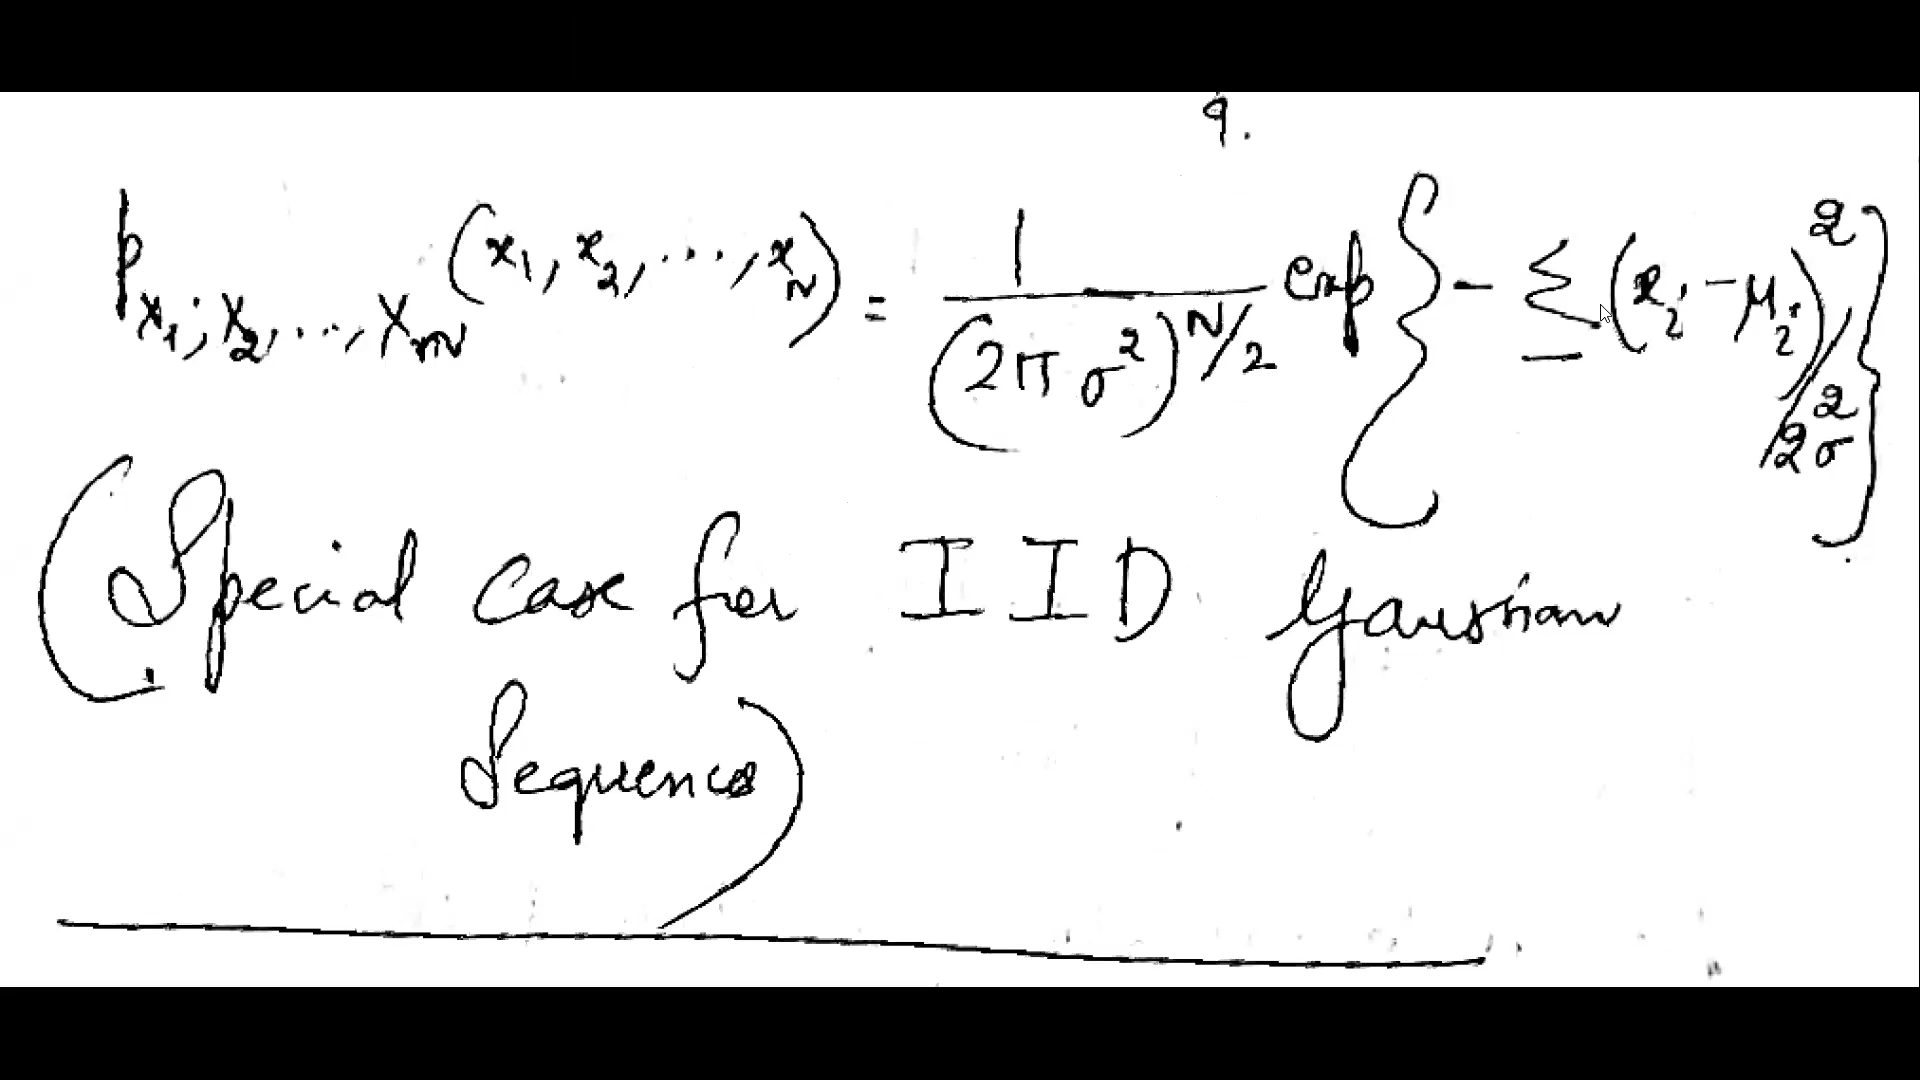 9.
p_{X_1, X_2, ..., X_N} (x_1, x_2, ..., x_N) = 1/(2πσ^2)^{N/2} exp { - Σ (x_i - μ_i)^2 / 2σ^2 }
(Special Case for IID Gaussian
Sequence)